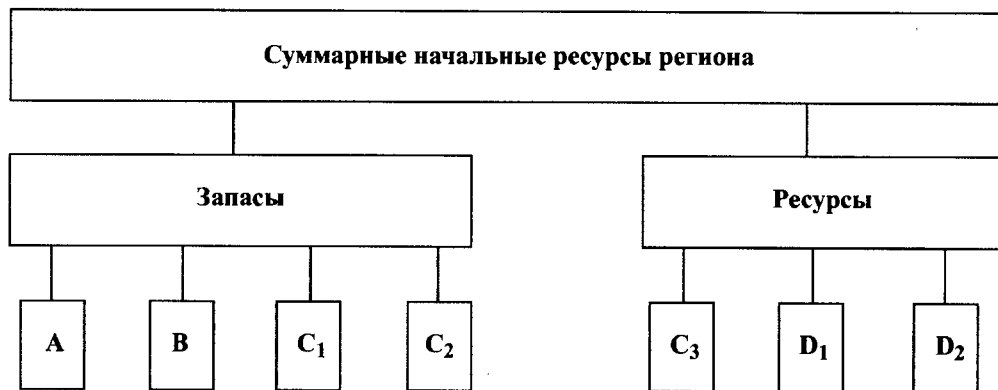 Суммарные начальные ресурсы региона
Запасы Ресурсы
A B C₁ C₂ C₃ D₁ D₂